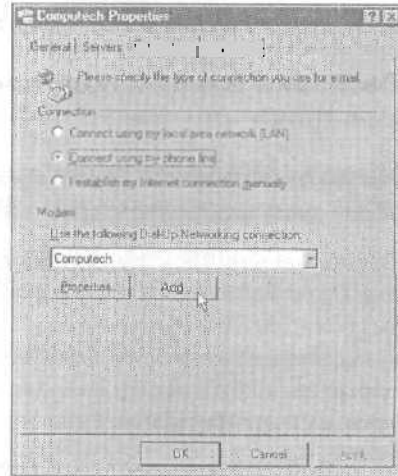 Computech Properties
General Servers
Please specify the type of connection you use for email.
Connection
Connect using my local area network (LAN)
Connect using my phone line
I establish my Internet connection manually
Modem
Use the following Dial-Up Networking connection:
Computech
Properties... Add...
OK Cancel Apply